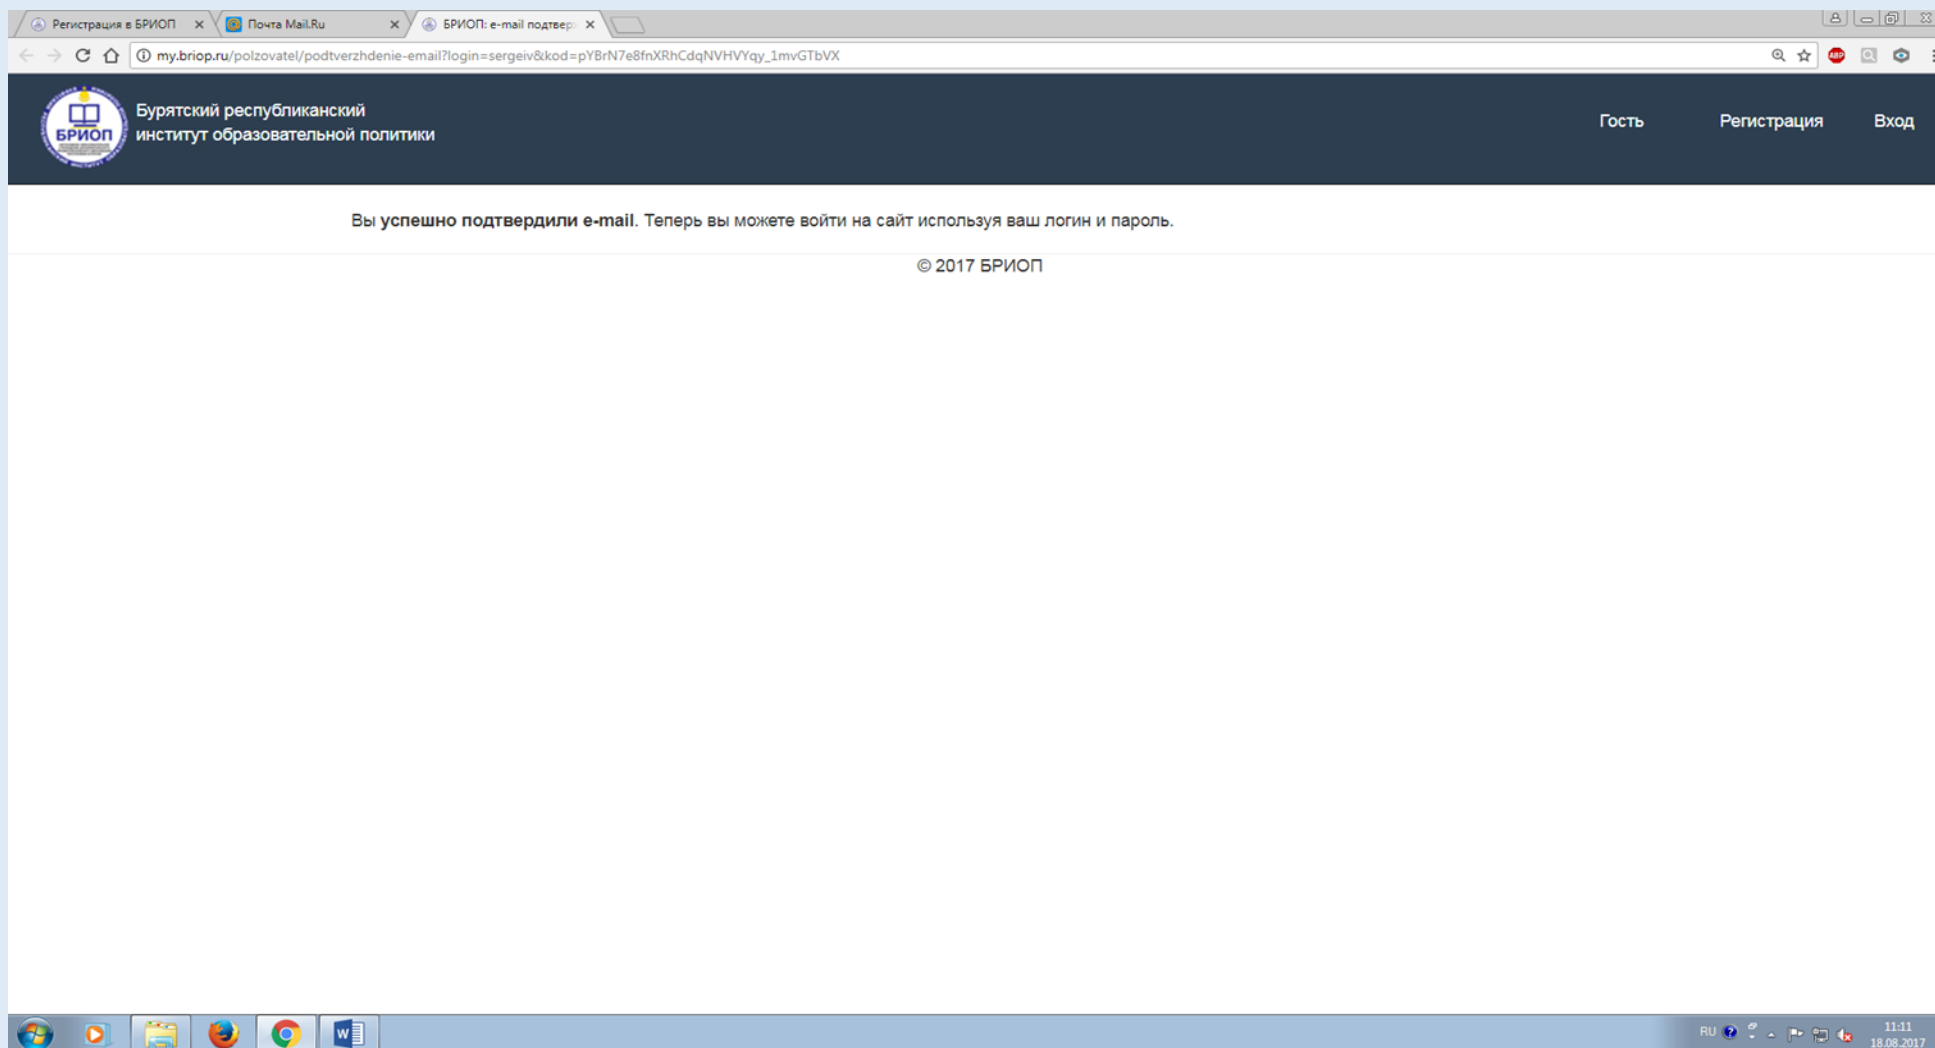 Регистрация в БРИОП
Почта Mail.Ru
БРИОП: e-mail подтвер
my.briop.ru/polzovatel/podtverzhdenie-email?login=sergeiv&kod=pYBrN7e8fnXRhCdqNVHVYqy_1mvGTbVX
ABP
БРИОП
Бурятский республиканский
институт образовательной политики
Гость Регистрация Вход
Вы успешно подтвердили e-mail. Теперь вы можете войти на сайт используя ваш логин и пароль.
© 2017 БРИОП
RU
11:11
18.08.2017